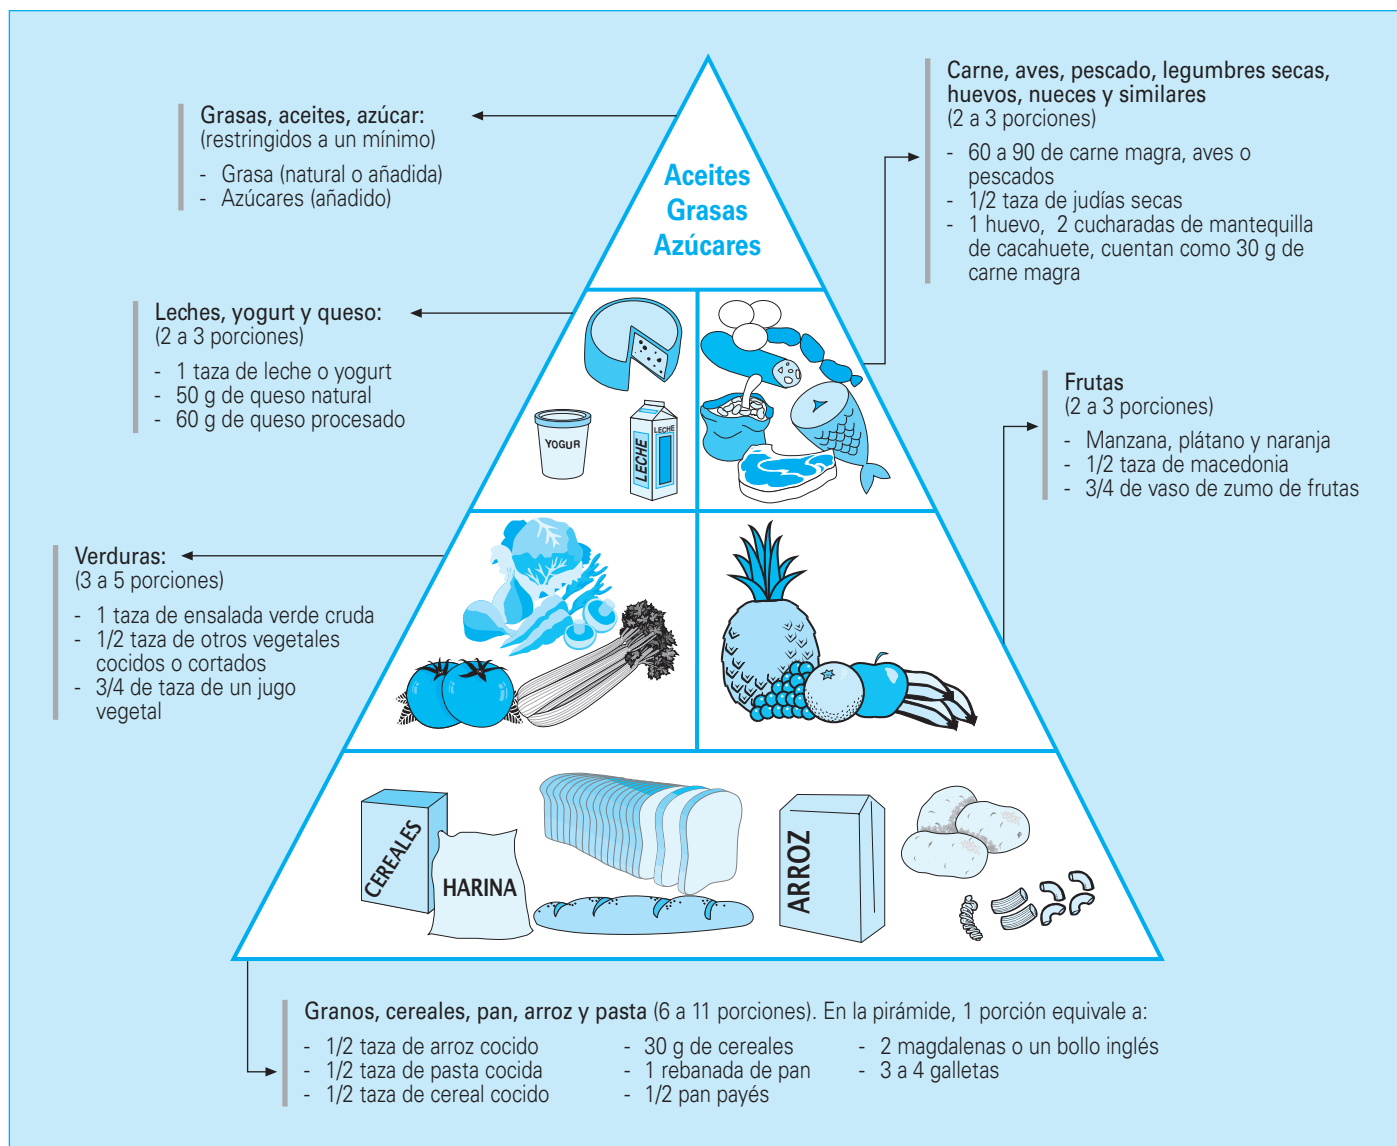 Grasas, aceites, azúcar:
(restringidos a un mínimo)
- Grasa (natural o añadida)
- Azúcares (añadido)
Carne, aves, pescado, legumbres secas,
huevos, nueces y similares
(2 a 3 porciones)
- 60 a 90 de carne magra, aves o
pescados
- 1/2 taza de judías secas
- 1 huevo, 2 cucharadas de mantequilla
de cacahuete, cuentan como 30 g de
carne magra
Aceites
Grasas
Azúcares
Leches, yogurt y queso:
(2 a 3 porciones)
- 1 taza de leche o yogurt
- 50 g de queso natural
- 60 g de queso procesado
YOGUR
LECHE
LECHE
Frutas
(2 a 3 porciones)
- Manzana, plátano y naranja
- 1/2 taza de macedonia
- 3/4 de vaso de zumo de frutas
Verduras:
(3 a 5 porciones)
- 1 taza de ensalada verde cruda
- 1/2 taza de otros vegetales
cocidos o cortados
- 3/4 de taza de un jugo
vegetal
CEREALES
HARINA
ARROZ
Granos, cereales, pan, arroz y pasta (6 a 11 porciones). En la pirámide, 1 porción equivale a:
- 1/2 taza de arroz cocido
- 1/2 taza de pasta cocida
- 1/2 taza de cereal cocido
- 30 g de cereales
- 1 rebanada de pan
- 1/2 pan payés
- 2 magdalenas o un bollo inglés
- 3 a 4 galletas